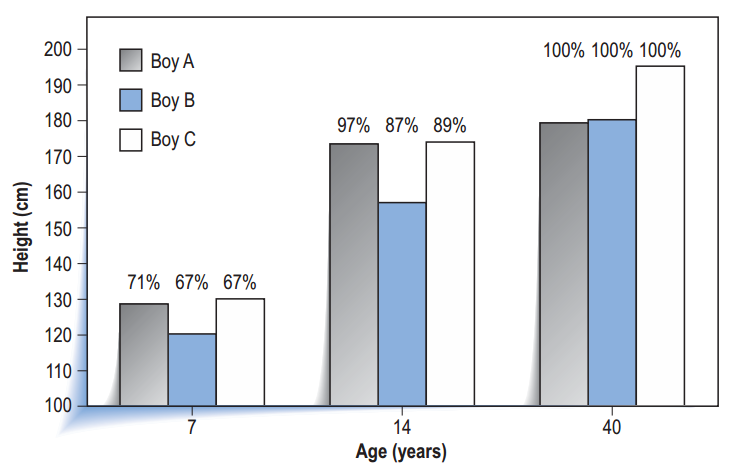 200
190
180
170
160
150
140
130
120
110
100
Height (cm)
Boy A
Boy B
Boy C
71% 67% 67%
97% 87% 89%
100% 100% 100%
7
14
40
Age (years)